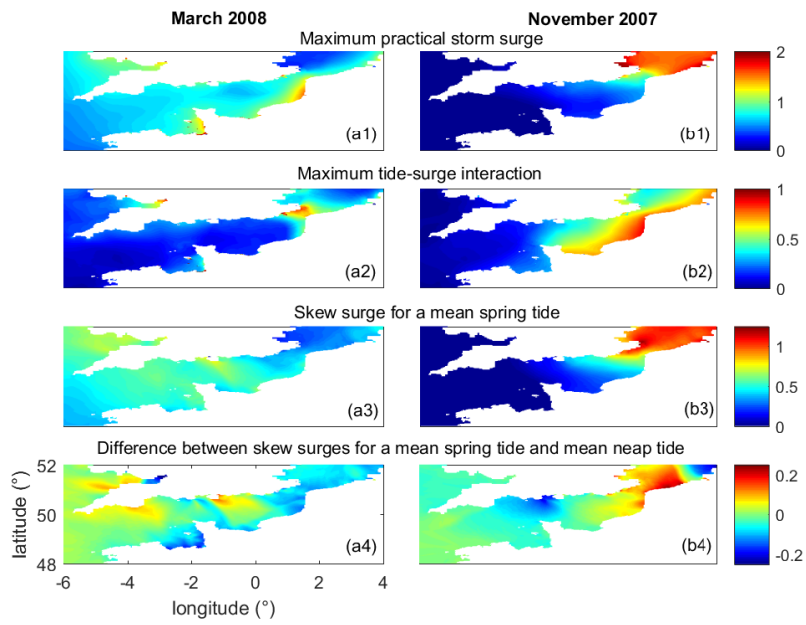 March 2008 November 2007
Maximum practical storm surge
(a1) (b1)
2
1
0
Maximum tide-surge interaction
(a2) (b2)
1
0.5
0
Skew surge for a mean spring tide
(a3) (b3)
1
0.5
0
Difference between skew surges for a mean spring tide and mean neap tide
52
50
48
latitude (°)
(a4) (b4)
0.2
0
-0.2
-6 -4 -2 0 2 4
longitude (°)